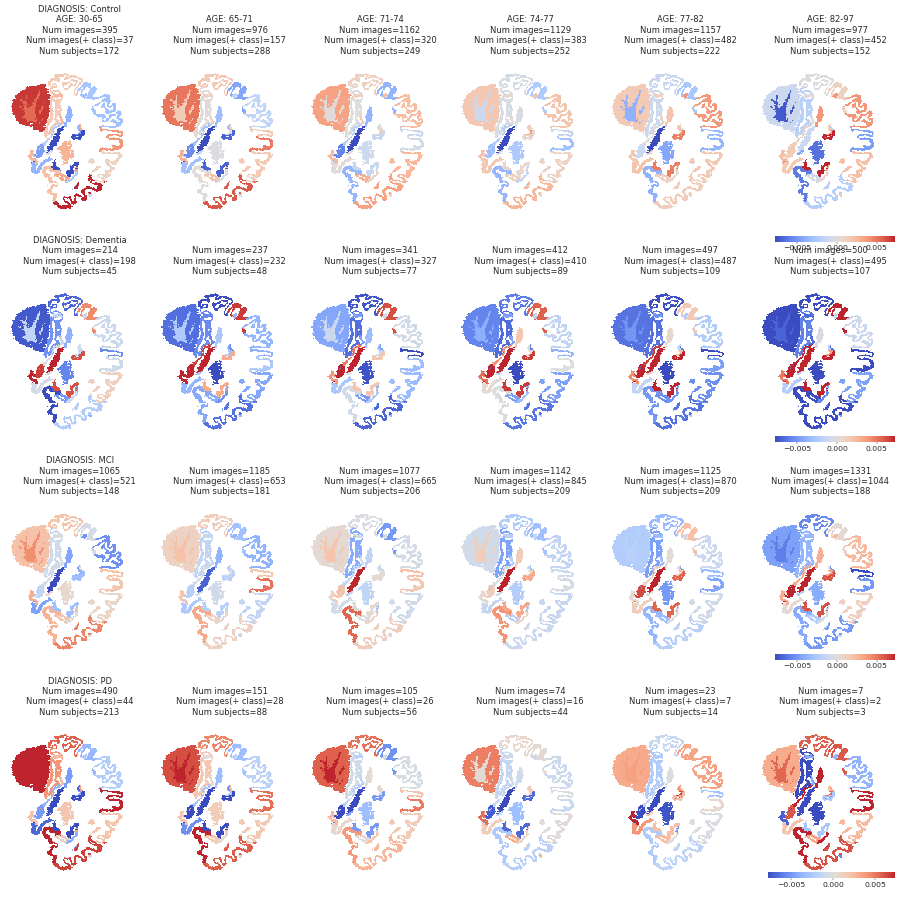 DIAGNOSIS: Control
AGE: 30-65
Num images=395
Num images(+ class)=37
Num subjects=172
AGE: 65-71
Num images=976
Num images(+ class)=157
Num subjects=288
AGE: 71-74
Num images=1162
Num images(+ class)=320
Num subjects=249
AGE: 74-77
Num images=1129
Num images(+ class)=383
Num subjects=252
AGE: 77-82
Num images=1157
Num images(+ class)=482
Num subjects=222
AGE: 82-97
Num images=977
Num images(+ class)=452
Num subjects=152
−0.005 0.000 0.005
DIAGNOSIS: Dementia
Num images=214
Num images(+ class)=198
Num subjects=45
Num images=237
Num images(+ class)=232
Num subjects=48
Num images=341
Num images(+ class)=327
Num subjects=77
Num images=412
Num images(+ class)=410
Num subjects=89
Num images=497
Num images(+ class)=487
Num subjects=109
Num images=500
Num images(+ class)=495
Num subjects=107
−0.005 0.000 0.005
DIAGNOSIS: MCI
Num images=1065
Num images(+ class)=521
Num subjects=148
Num images=1185
Num images(+ class)=653
Num subjects=181
Num images=1077
Num images(+ class)=665
Num subjects=206
Num images=1142
Num images(+ class)=845
Num subjects=209
Num images=1125
Num images(+ class)=870
Num subjects=209
Num images=1331
Num images(+ class)=1044
Num subjects=188
−0.005 0.000 0.005
DIAGNOSIS: PD
Num images=490
Num images(+ class)=44
Num subjects=213
Num images=151
Num images(+ class)=28
Num subjects=88
Num images=105
Num images(+ class)=26
Num subjects=56
Num images=74
Num images(+ class)=16
Num subjects=44
Num images=23
Num images(+ class)=7
Num subjects=14
Num images=7
Num images(+ class)=2
Num subjects=3
−0.005 0.000 0.005